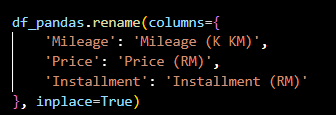 df_pandas.rename(columns={
    'Mileage': 'Mileage (K KM)',
    'Price': 'Price (RM)',
    'Installment': 'Installment (RM)'
}, inplace=True)